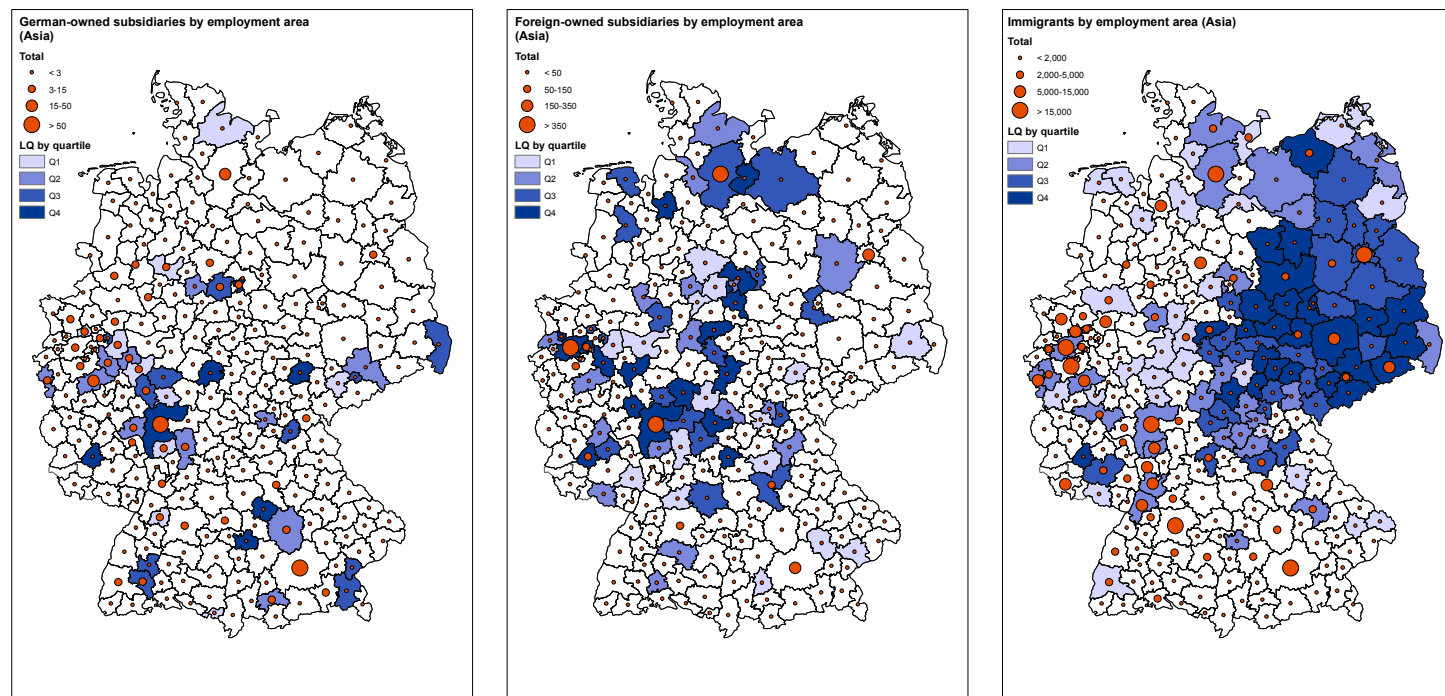 German-owned subsidiaries by employment area
(Asia)
Total
< 3
3-15
15-50
> 50
LQ by quartile
Q1
Q2
Q3
Q4
Foreign-owned subsidiaries by employment area
(Asia)
Total
< 50
50-150
150-350
> 350
LQ by quartile
Q1
Q2
Q3
Q4
Immigrants by employment area (Asia)
Total
< 2,000
2,000-5,000
5,000-15,000
> 15,000
LQ by quartile
Q1
Q2
Q3
Q4